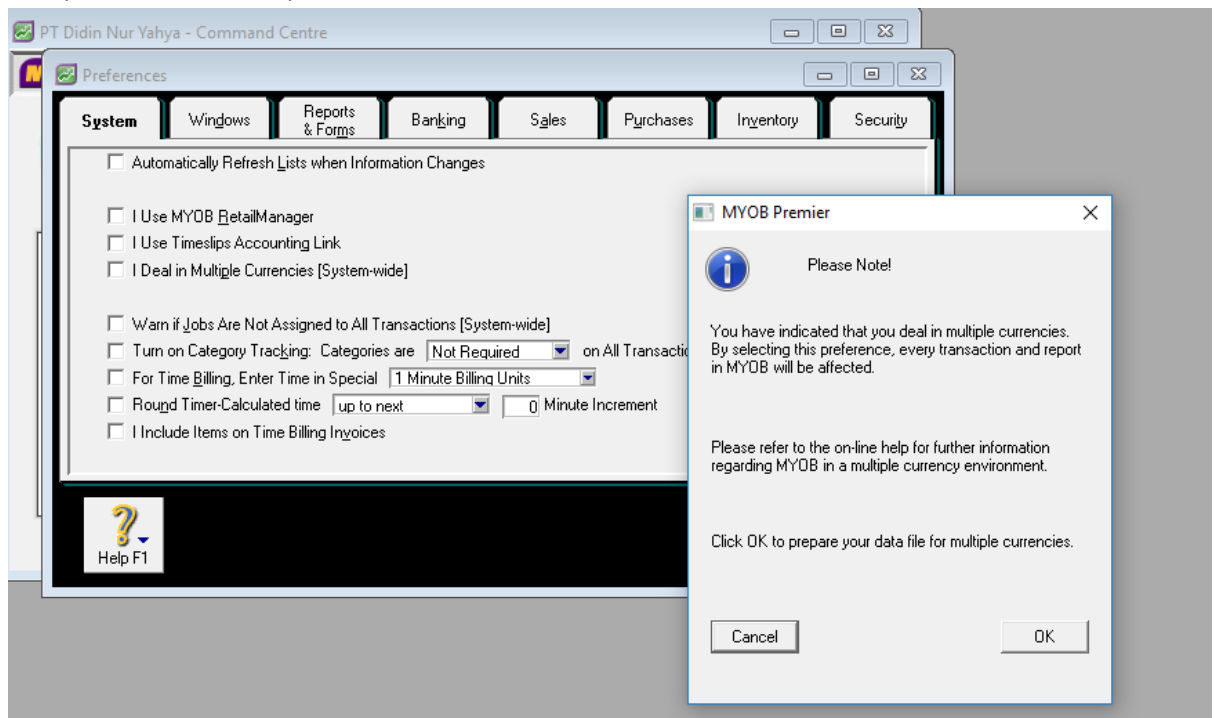 PT Didin Nur Yahya - Command Centre
Preferences
System
Windows
Reports
& Forms
Banking
Sales
Purchases
Inventory
Security
Automatically Refresh Lists when Information Changes
I Use MYOB RetailManager
I Use Timeslips Accounting Link
I Deal in Multiple Currencies [System-wide]
Warn if Jobs Are Not Assigned to All Transactions [System-wide]
Turn on Category Tracking: Categories are Not Required on All Transactio
For Time Billing, Enter Time in Special 1 Minute Billing Units
Round Timer-Calculated time up to next 0 Minute Increment
I Include Items on Time Billing Invoices
Help F1
MYOB Premier
Please Note!
You have indicated that you deal in multiple currencies.
By selecting this preference, every transaction and report
in MYOB will be affected.
Please refer to the on-line help for further information
regarding MYOB in a multiple currency environment.
Click OK to prepare your data file for multiple currencies.
Cancel
OK